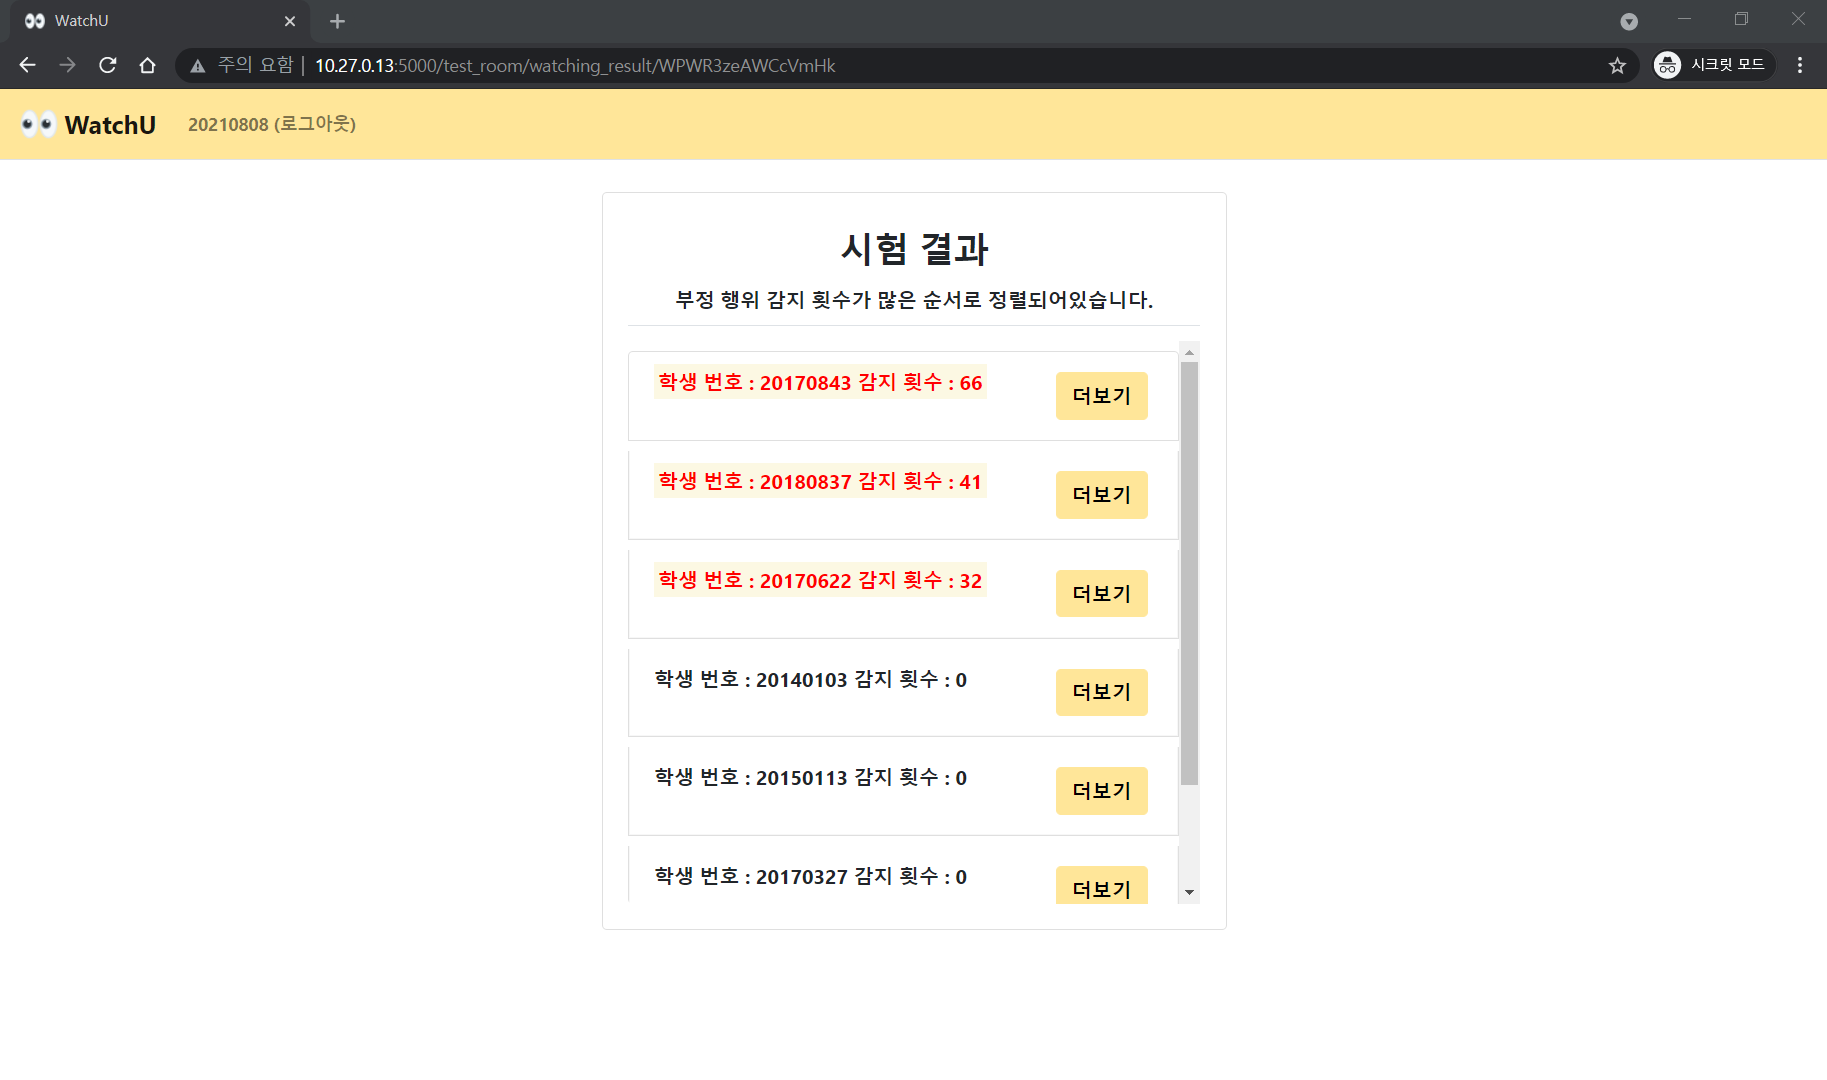 WatchU
주의 요함 | 10.27.0.13:5000/test_room/watching_result/WPWR3zeAWCcVmHk
시크릿 모드
WatchU 20210808 (로그아웃)
시험 결과
부정 행위 감지 횟수가 많은 순서로 정렬되어있습니다.
학생 번호 : 20170843 감지 횟수 : 66 더보기
학생 번호 : 20180837 감지 횟수 : 41 더보기
학생 번호 : 20170622 감지 횟수 : 32 더보기
학생 번호 : 20140103 감지 횟수 : 0 더보기
학생 번호 : 20150113 감지 횟수 : 0 더보기
학생 번호 : 20170327 감지 횟수 : 0 더보기